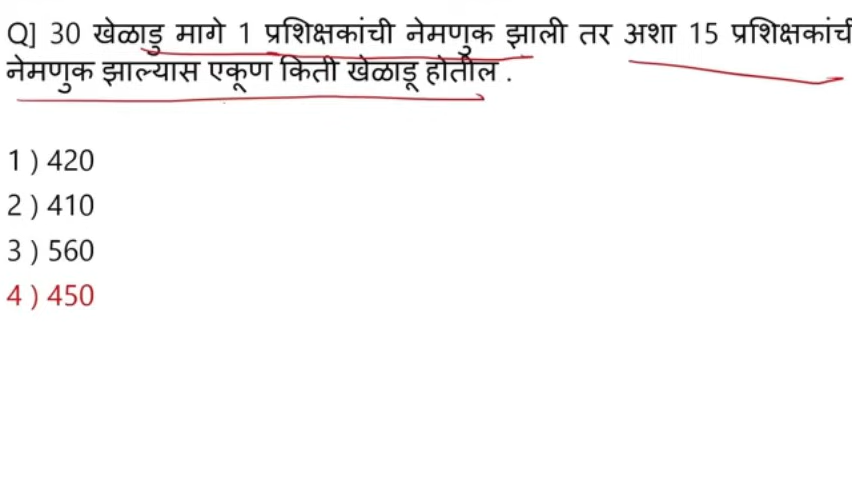 Q] 30 खेळाडु मागे 1 प्रशिक्षकांची नेमणुक झाली तर अशा 15 प्रशिक्षकांची
नेमणुक झाल्यास एकूण किती खेळाडू होतील .
1 ) 420
2 ) 410
3 ) 560
4 ) 450